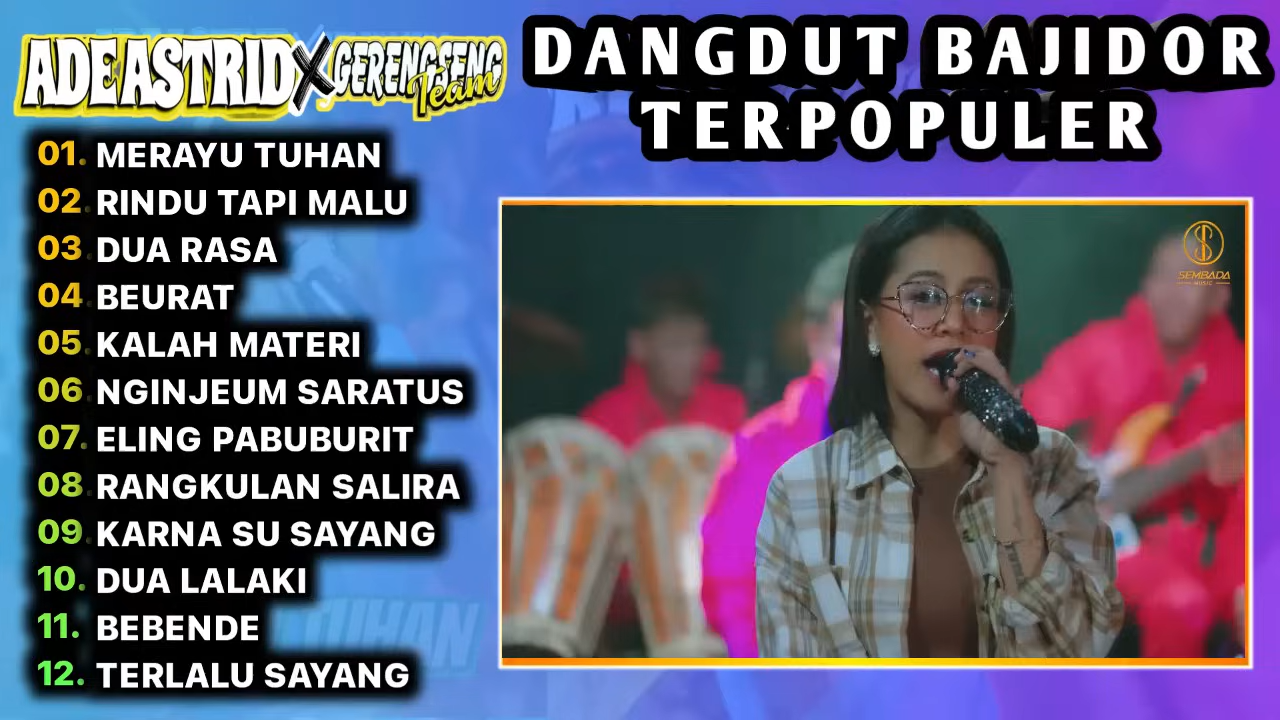 ADE ASTRID X GERENGSENG Team
DANGDUT BAJIDOR
TERPOPULER
01. MERAYU TUHAN
02. RINDU TAPI MALU
03. DUA RASA
04. BEURAT
05. KALAH MATERI
06. NGINJEUM SARATUS
07. ELING PABUBURIT
08. RANGKULAN SALIRA
09. KARNA SU SAYANG
10. DUA LALAKI
11. BEBENDE
12. TERLALU SAYANG
SEMBADA
MUSIC
TUHAN